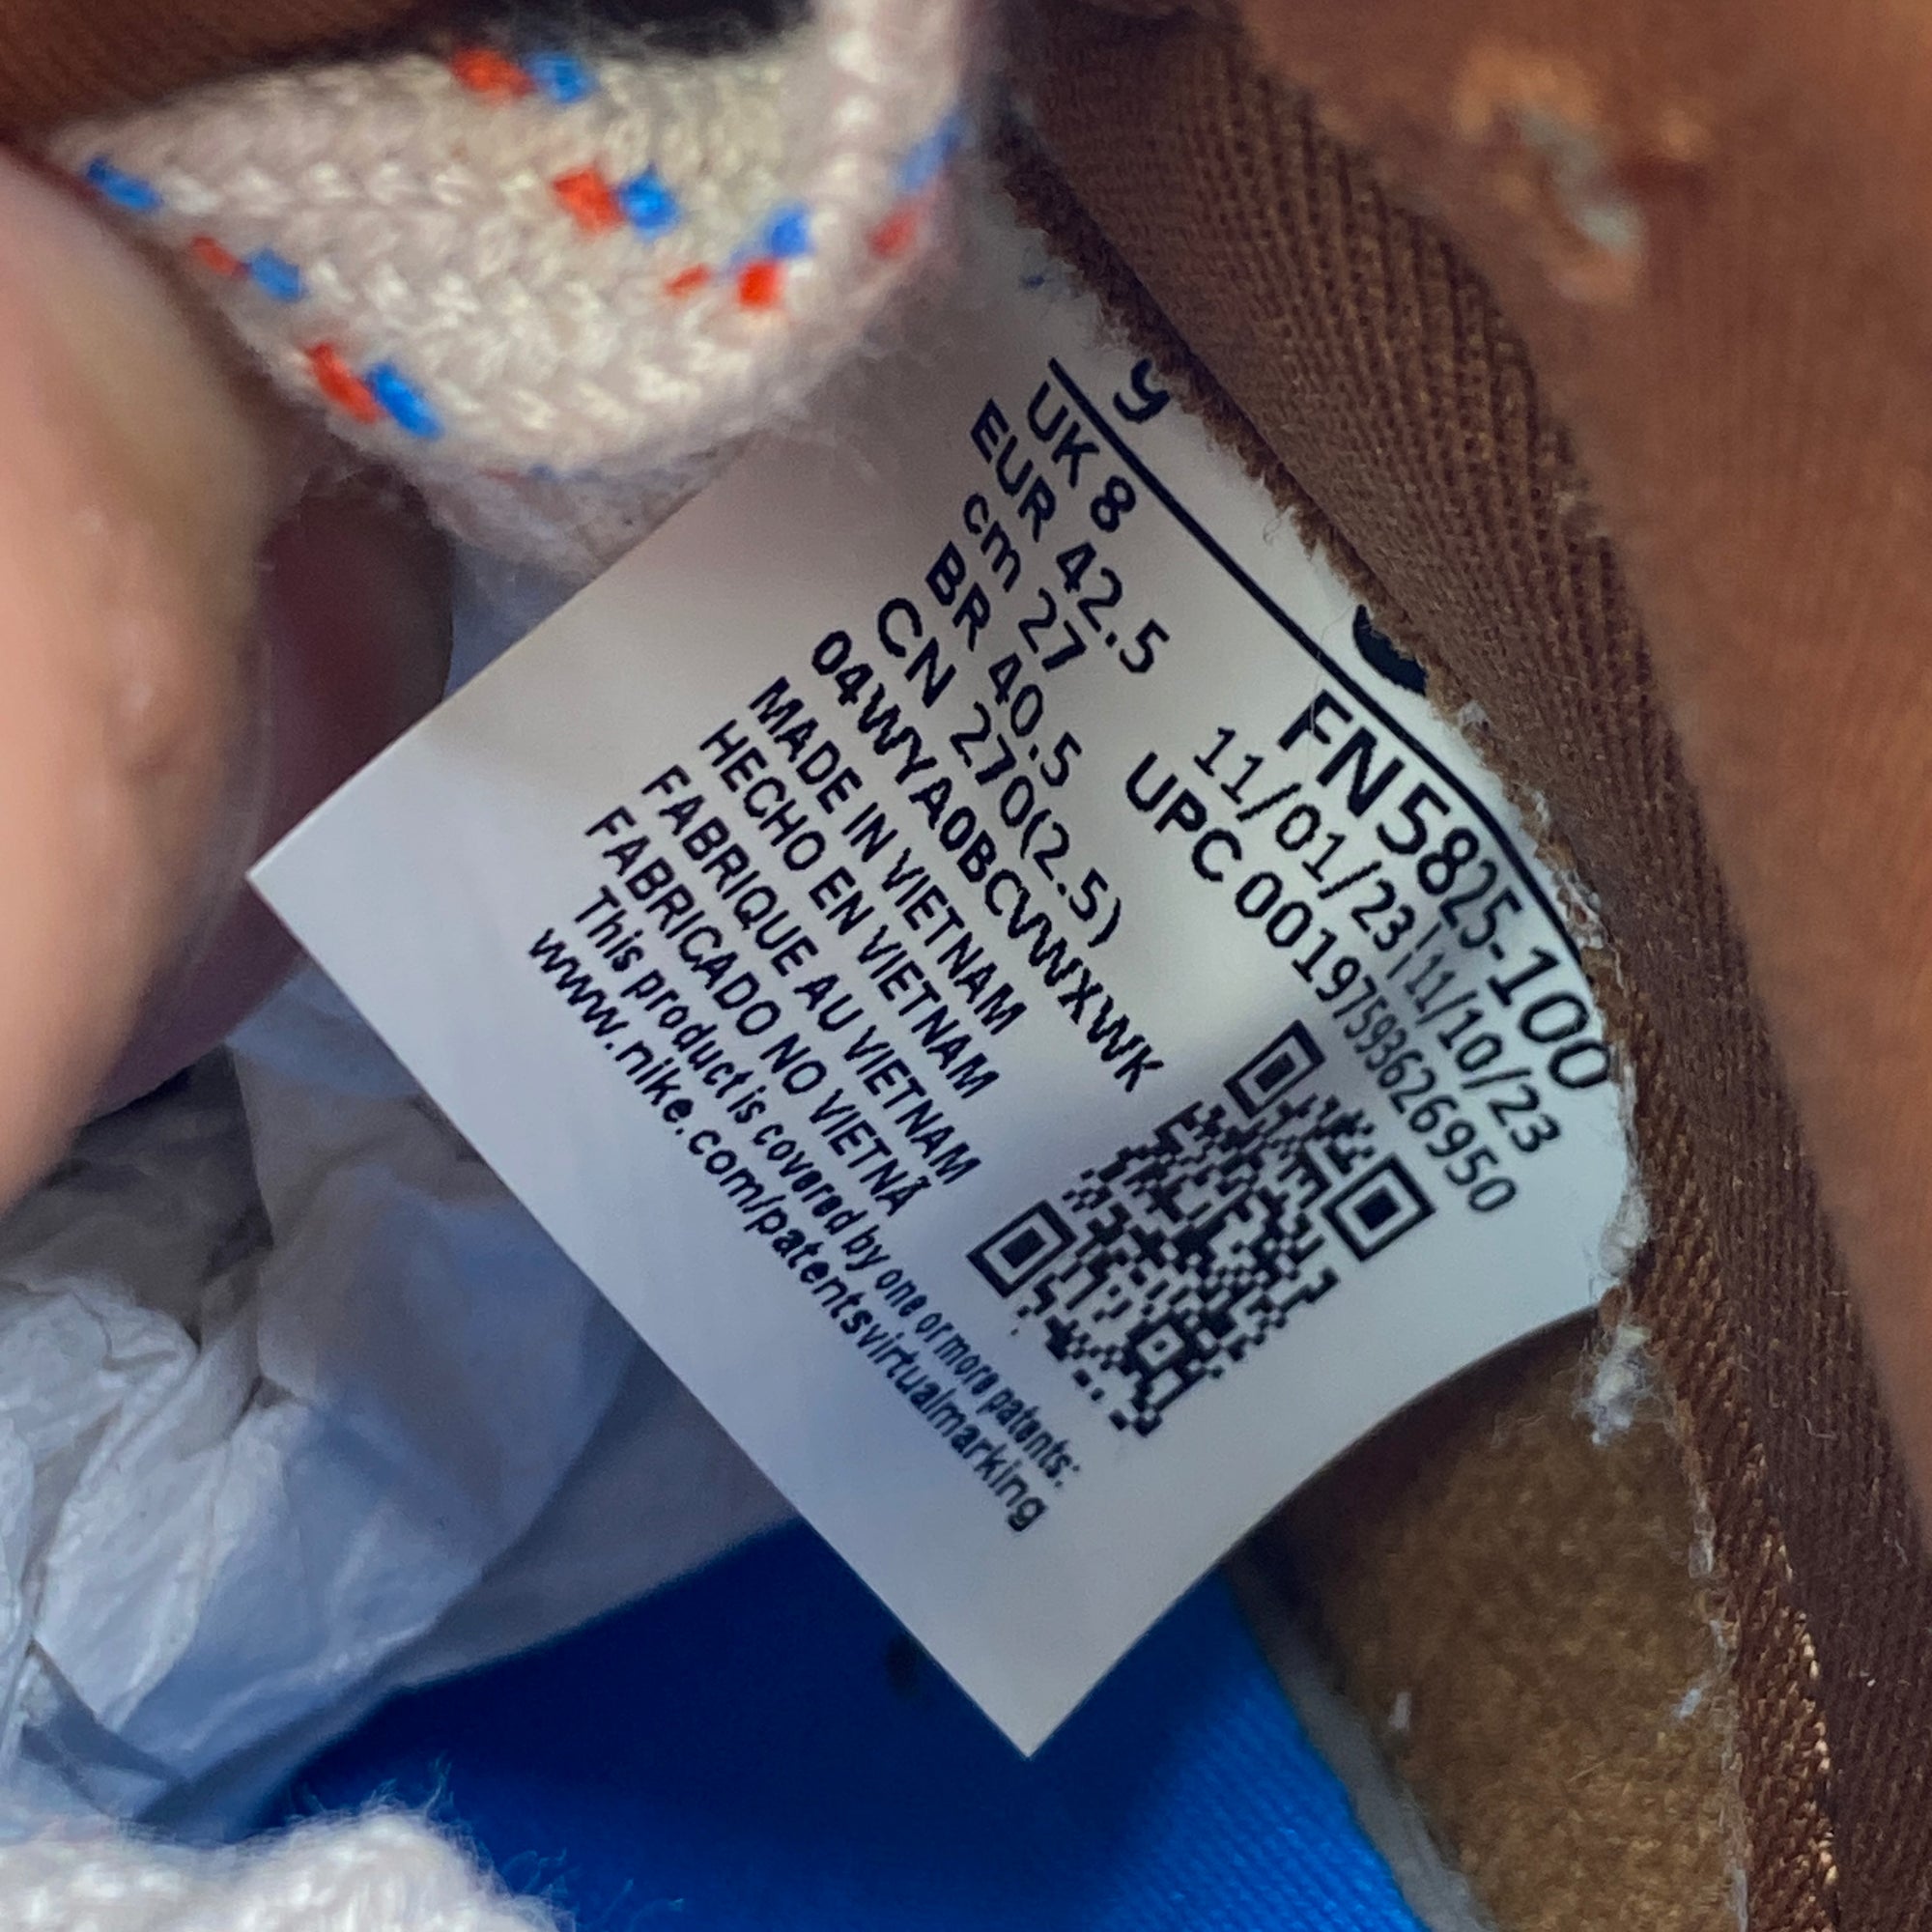 9
UK 8
EUR 42.5
cm 27
BR 40.5
CN 270(2.5)
04WYA0BCVWXWK
MADE IN VIETNAM
HECHO EN VIETNAM
FABRIQUE AU VIETNAM
FABRICADO NO VIETNÃ
This product is covered by one or more patents:
www.nike.com/patentsvirtualmarking
FN5825-100
11/01/23 11/10/23
UPC 00197593626950